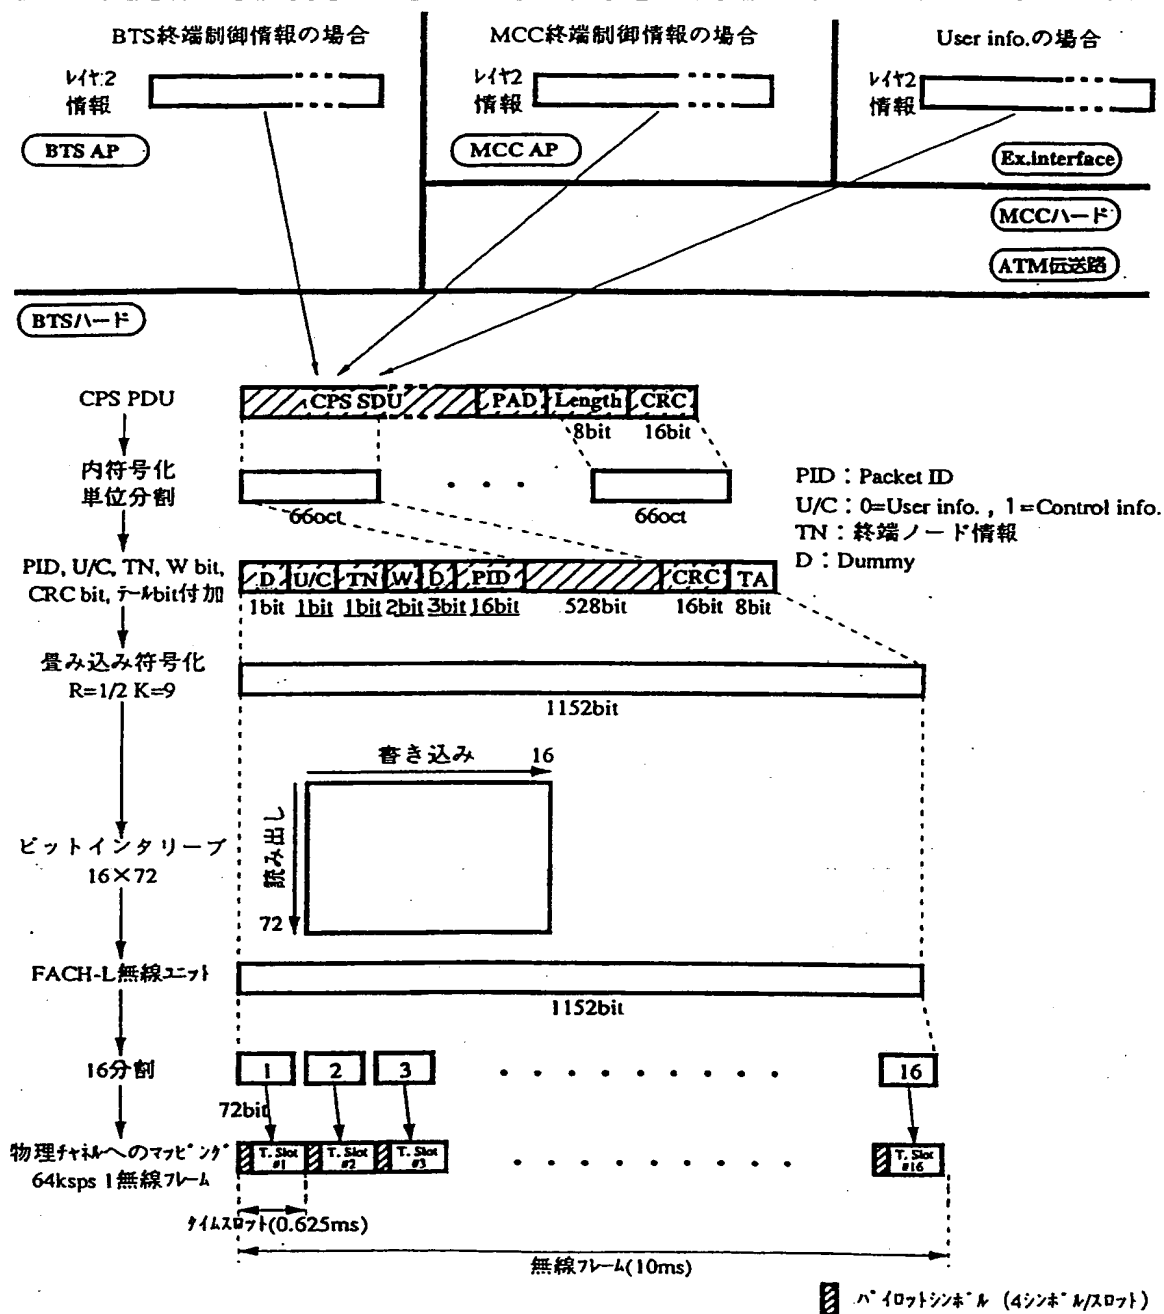 BTS終端制御情報の場合
MCC終端制御情報の場合
User info.の場合
ﾚｲﾔ2
情報
ﾚｲﾔ2
情報
ﾚｲﾔ2
情報
BTS AP
MCC AP
Ex.interface
MCCハード
ATM伝送路
BTSハード
CPS PDU
CPS SDU
PAD
Length
CRC
8bit
16bit
内符号化
単位分割
66oct
・・・
66oct
PID：Packet ID
U/C：0=User info. , 1=Control info.
TN：終端ノード情報
D：Dummy
PID, U/C, TN, W bit,
CRC bit, ﾃｰﾙbit付加
D
U/C
TN
W
D
PID
CRC
TA
1bit
1bit
1bit
2bit
3bit
16bit
528bit
16bit
8bit
畳み込み符号化
R=1/2 K=9
1152bit
書き込み
16
読み出し
72
ビットインタリーブ
16×72
FACH-L無線ﾕﾆｯﾄ
1152bit
16分割
1
2
3
・・・・・・・・・
16
72bit
物理ﾁｬﾈﾙへのﾏｯﾋﾟﾝｸﾞ
64ksps 1無線ﾌﾚｰﾑ
T. Slot
#1
T. Slot
#2
T. Slot
#3
・・・・・・・・・
T. Slot
#16
ﾀｲﾑｽﾛｯﾄ(0.625ms)
無線ﾌﾚｰﾑ(10ms)
ﾊﾟｲﾛｯﾄｼﾝﾎﾞﾙ (4ｼﾝﾎﾞﾙ/ｽﾛｯﾄ)